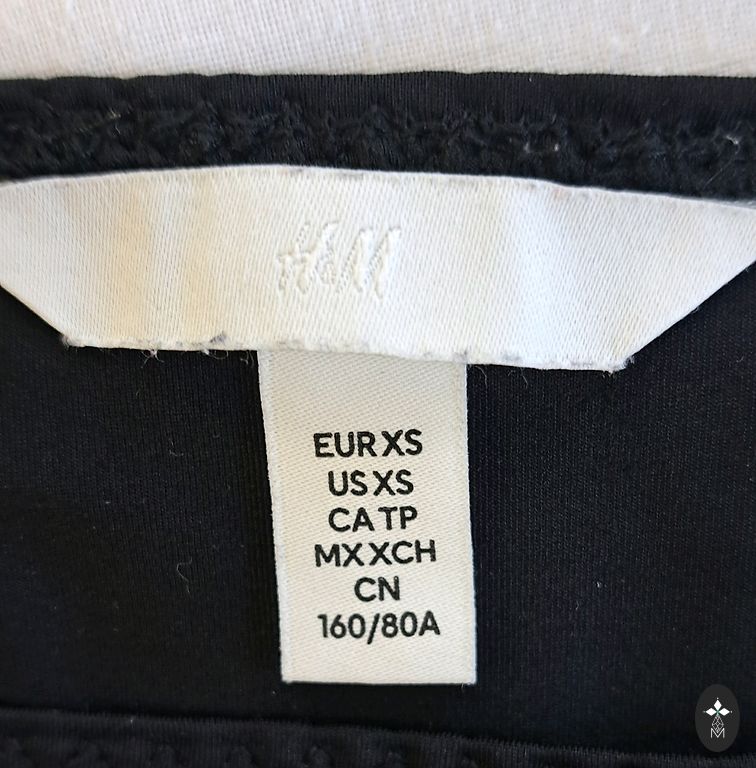 H&M
EUR XS
US XS
CA TP
MX XCH
CN
160/80A
M